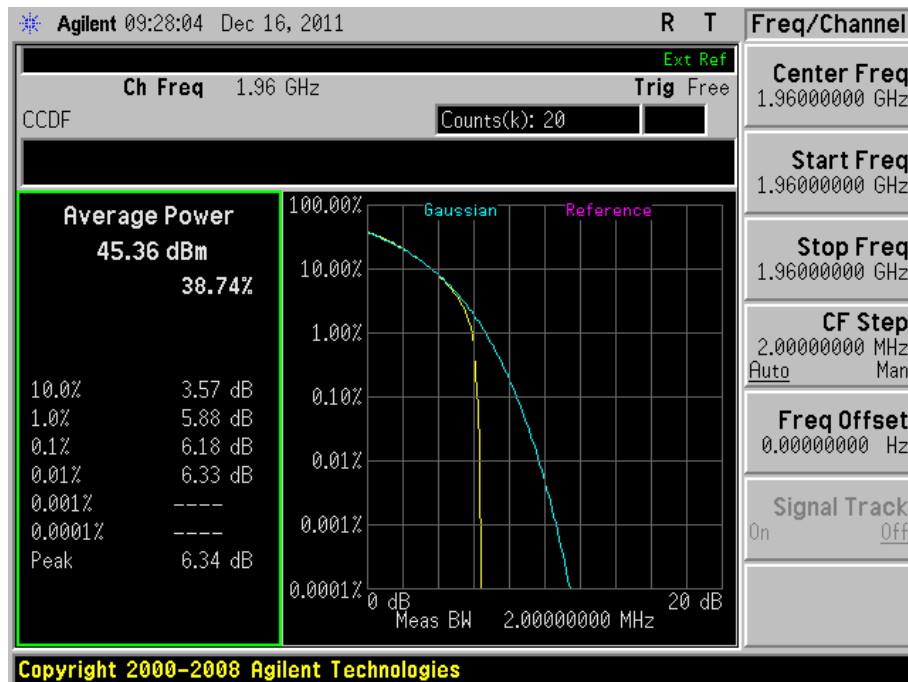 Agilent 09:28:04 Dec 16, 2011 R T
Ext Ref
Ch Freq 1.96 GHz Trig Free
CCDF Counts(k): 20
Average Power
45.36 dBm
38.74%
10.0% 3.57 dB
1.0% 5.88 dB
0.1% 6.18 dB
0.01% 6.33 dB
0.001% ----
0.0001% ----
Peak 6.34 dB
Gaussian Reference
100.00%
10.00%
1.00%
0.10%
0.01%
0.001%
0.0001%
0 dB 20 dB
Meas BW 2.00000000 MHz
Freq/Channel
Center Freq
1.96000000 GHz
Start Freq
1.96000000 GHz
Stop Freq
1.96000000 GHz
CF Step
2.00000000 MHz
Auto Man
Freq Offset
0.00000000 Hz
Signal Track
On Off
Copyright 2000-2008 Agilent Technologies